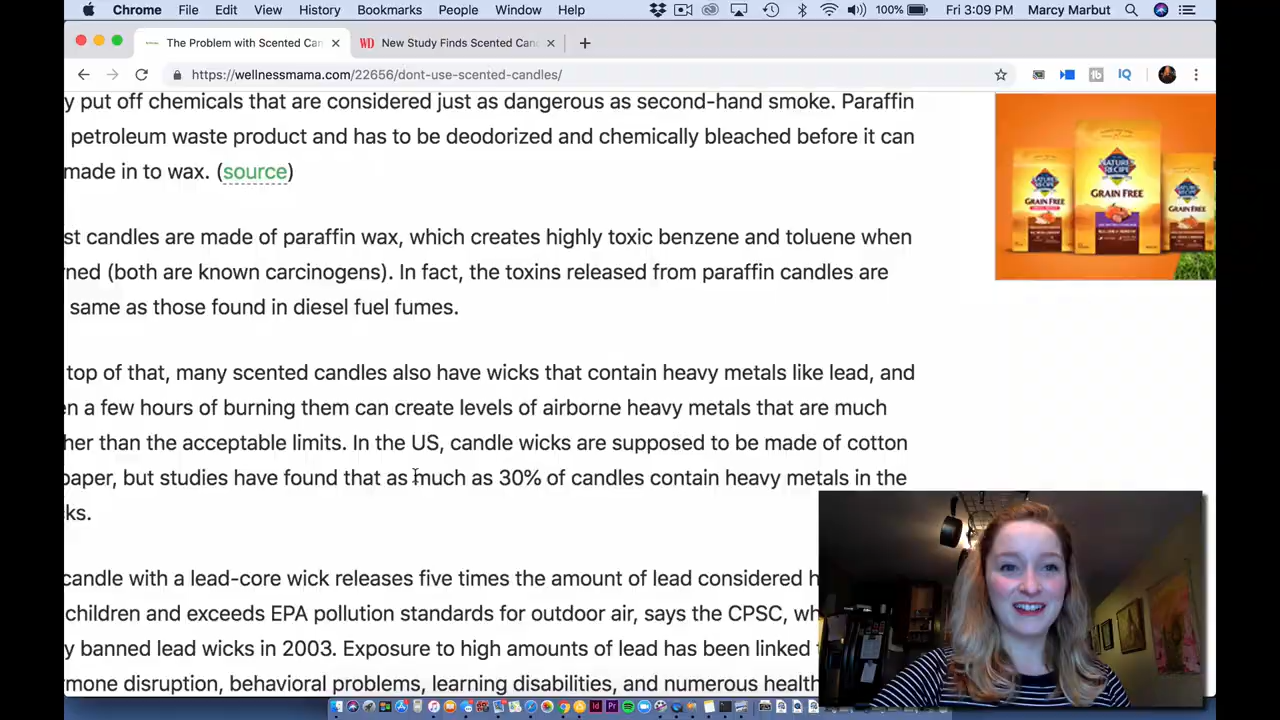 Chrome File Edit View History Bookmarks People Window Help 100% Fri 3:09 PM Marcy Marbut
The Problem with Scented Can WD New Study Finds Scented Can
https://wellnessmama.com/22656/dont-use-scented-candles/
y put off chemicals that are considered just as dangerous as second-hand smoke. Paraffin
petroleum waste product and has to be deodorized and chemically bleached before it can
made in to wax. (source)
st candles are made of paraffin wax, which creates highly toxic benzene and toluene when
rned (both are known carcinogens). In fact, the toxins released from paraffin candles are
same as those found in diesel fuel fumes.
top of that, many scented candles also have wicks that contain heavy metals like lead, and
en a few hours of burning them can create levels of airborne heavy metals that are much
her than the acceptable limits. In the US, candle wicks are supposed to be made of cotton
paper, but studies have found that as much as 30% of candles contain heavy metals in the
ks.
candle with a lead-core wick releases five times the amount of lead considered h
children and exceeds EPA pollution standards for outdoor air, says the CPSC, wh
y banned lead wicks in 2003. Exposure to high amounts of lead has been linked t
rmone disruption, behavioral problems, learning disabilities, and numerous health
NATURE'S RECIPE
GRAIN FREE
NATURE'S RECIPE
GRAIN FREE
NATURE'S RECIPE
GRAIN FREE